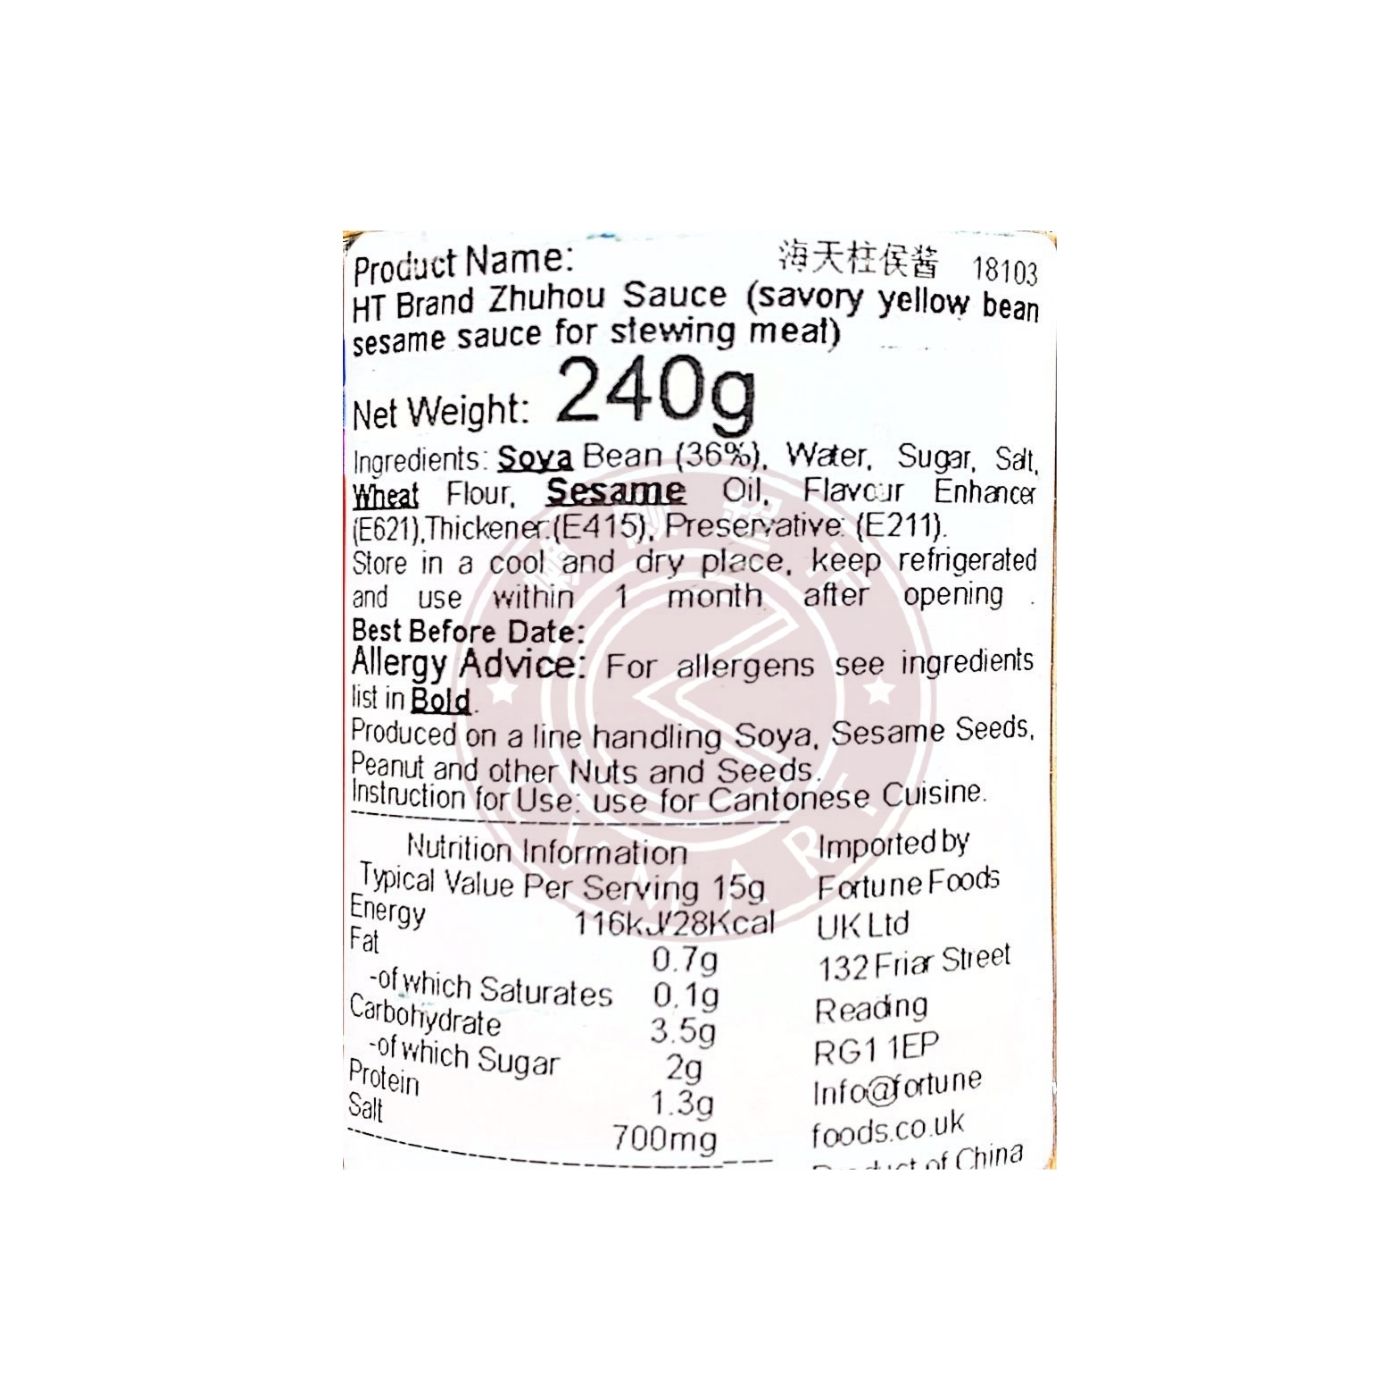 Product Name: 海天柱侯酱 18103
HT Brand Zhuhou Sauce (savory yellow bean
sesame sauce for stewing meat)
Net Weight: 240g
Ingredients: Soya Bean (36%), Water, Sugar, Salt,
Wheat Flour, Sesame Oil, Flavour Enhancer
(E621),Thickener:(E415), Preservative: (E211).
Store in a cool and dry place, keep refrigerated
and use within 1 month after opening .
Best Before Date:
Allergy Advice: For allergens see ingredients
list in Bold.
Produced on a line handling Soya, Sesame Seeds,
Peanut and other Nuts and Seeds.
Instruction for Use: use for Cantonese Cuisine.
Nutrition Information
Typical Value Per Serving 15g
Energy 116kJ/28Kcal
Fat 0.7g
-of which Saturates 0.1g
Carbohydrate 3.5g
-of which Sugar 2g
Protein 1.3g
Salt 700mg
Imported by
Fortune Foods
UK Ltd
132 Friar Street
Reading
RG1 1EP
Info@fortune
foods.co.uk
Product of China